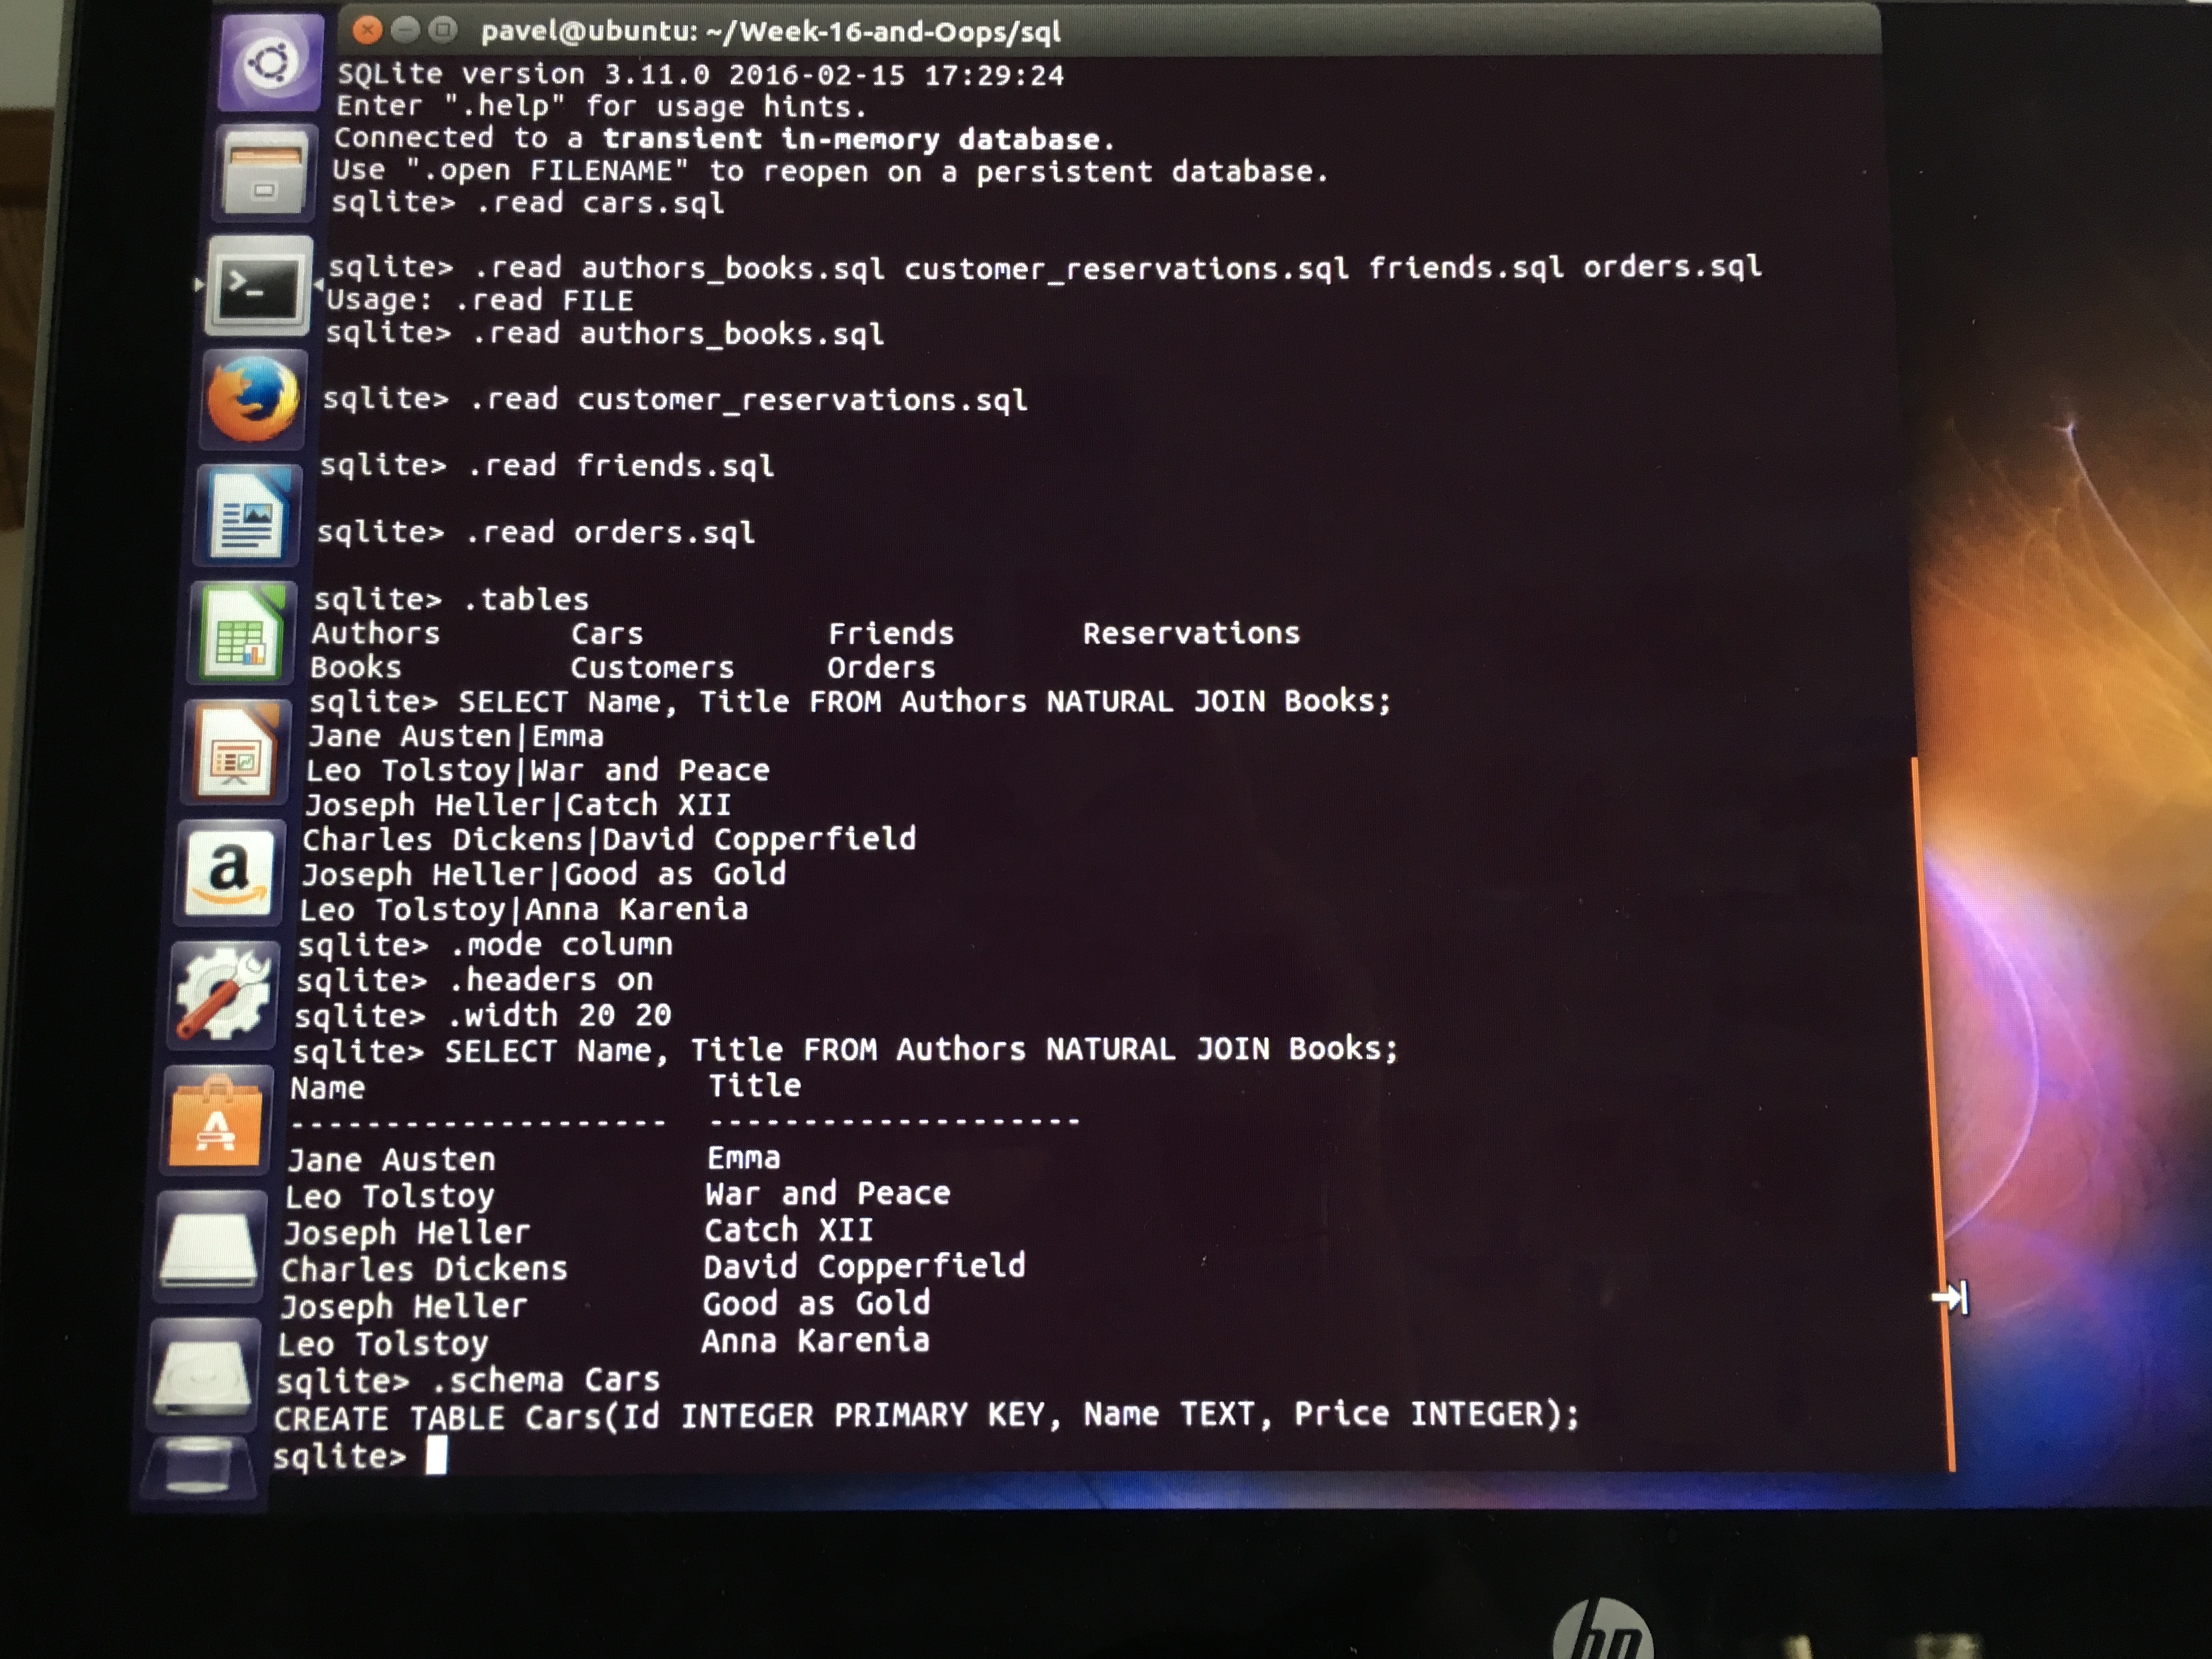 pavel@ubuntu: ~/Week-16-and-Oops/sql
SQLite version 3.11.0 2016-02-15 17:29:24
Enter ".help" for usage hints.
Connected to a transient in-memory database.
Use ".open FILENAME" to reopen on a persistent database.
sqlite> .read cars.sql
sqlite> .read authors_books.sql customer_reservations.sql friends.sql orders.sql
Usage: .read FILE
sqlite> .read authors_books.sql
sqlite> .read customer_reservations.sql
sqlite> .read friends.sql
sqlite> .read orders.sql
sqlite> .tables
Authors Cars Friends Reservations
Books Customers Orders
sqlite> SELECT Name, Title FROM Authors NATURAL JOIN Books;
Jane Austen|Emma
Leo Tolstoy|War and Peace
Joseph Heller|Catch XII
Charles Dickens|David Copperfield
Joseph Heller|Good as Gold
Leo Tolstoy|Anna Karenia
sqlite> .mode column
sqlite> .headers on
sqlite> .width 20 20
sqlite> SELECT Name, Title FROM Authors NATURAL JOIN Books;
Name Title
-------------------- --------------------
Jane Austen Emma
Leo Tolstoy War and Peace
Joseph Heller Catch XII
Charles Dickens David Copperfield
Joseph Heller Good as Gold
Leo Tolstoy Anna Karenia
sqlite> .schema Cars
CREATE TABLE Cars(Id INTEGER PRIMARY KEY, Name TEXT, Price INTEGER);
sqlite>
hp